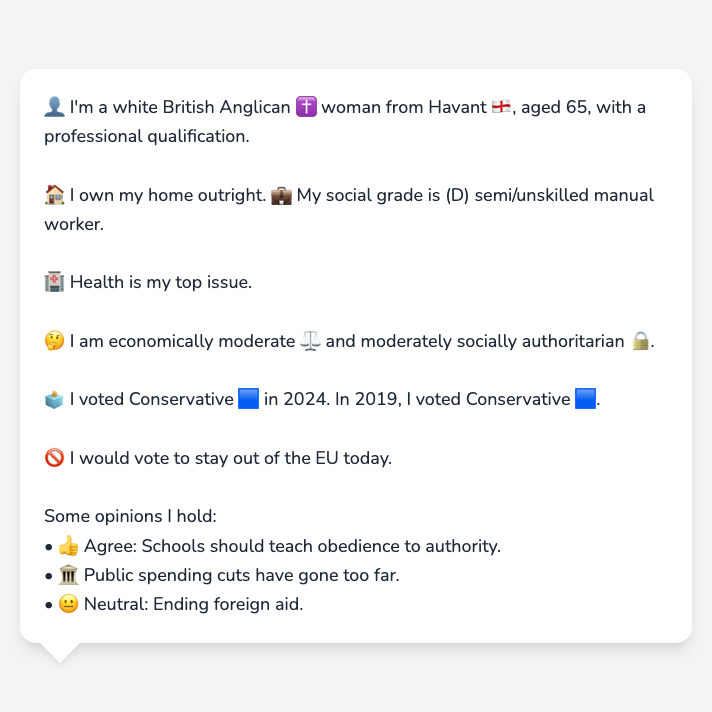 👤 I'm a white British Anglican ✝️ woman from Havant 🏴󠁧󠁢󠁥󠁮󠁧󠁿, aged 65, with a
professional qualification.
🏠 I own my home outright. 💼 My social grade is (D) semi/unskilled manual
worker.
🏥 Health is my top issue.
🤔 I am economically moderate ⚖️ and moderately socially authoritarian 🔒.
🗳️ I voted Conservative 🟦 in 2024. In 2019, I voted Conservative 🟦.
🚫 I would vote to stay out of the EU today.
Some opinions I hold:
• 👍 Agree: Schools should teach obedience to authority.
• 🏛️ Public spending cuts have gone too far.
• 😐 Neutral: Ending foreign aid.